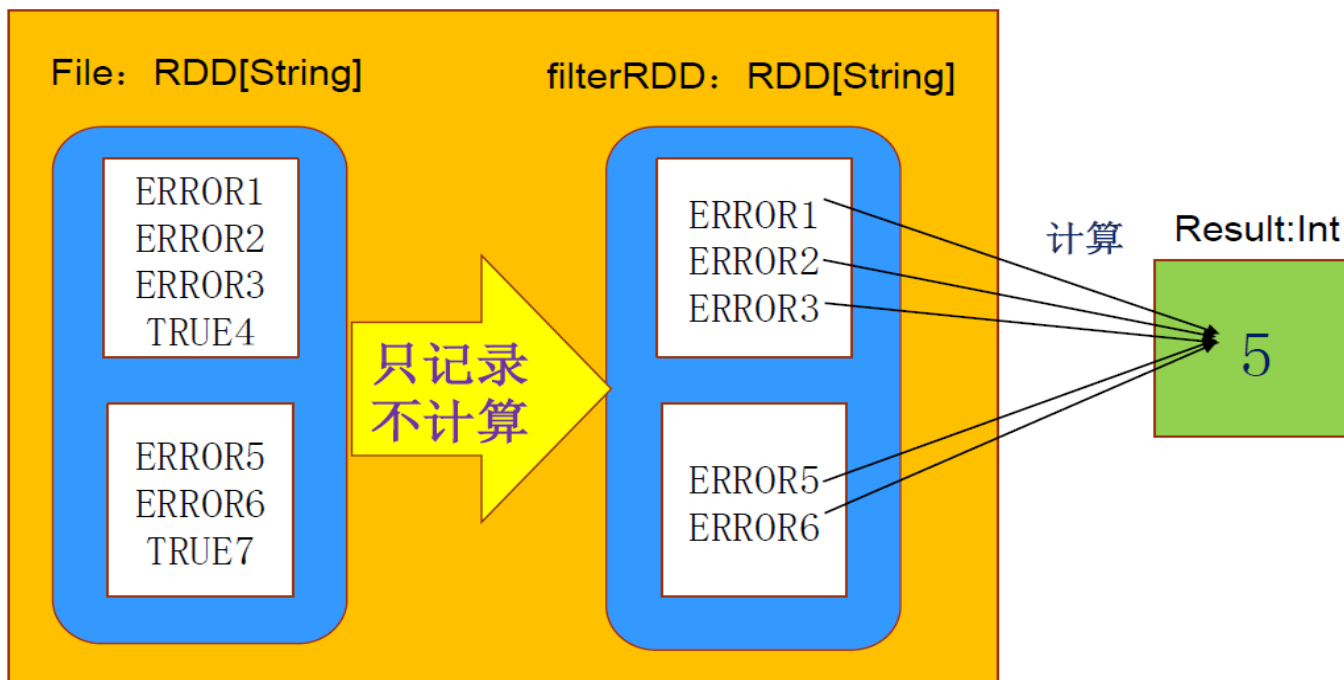 File：RDD[String]
ERROR1
ERROR2
ERROR3
TRUE4
ERROR5
ERROR6
TRUE7
只记录
不计算
filterRDD：RDD[String]
ERROR1
ERROR2
ERROR3
ERROR5
ERROR6
计算
Result:Int
5